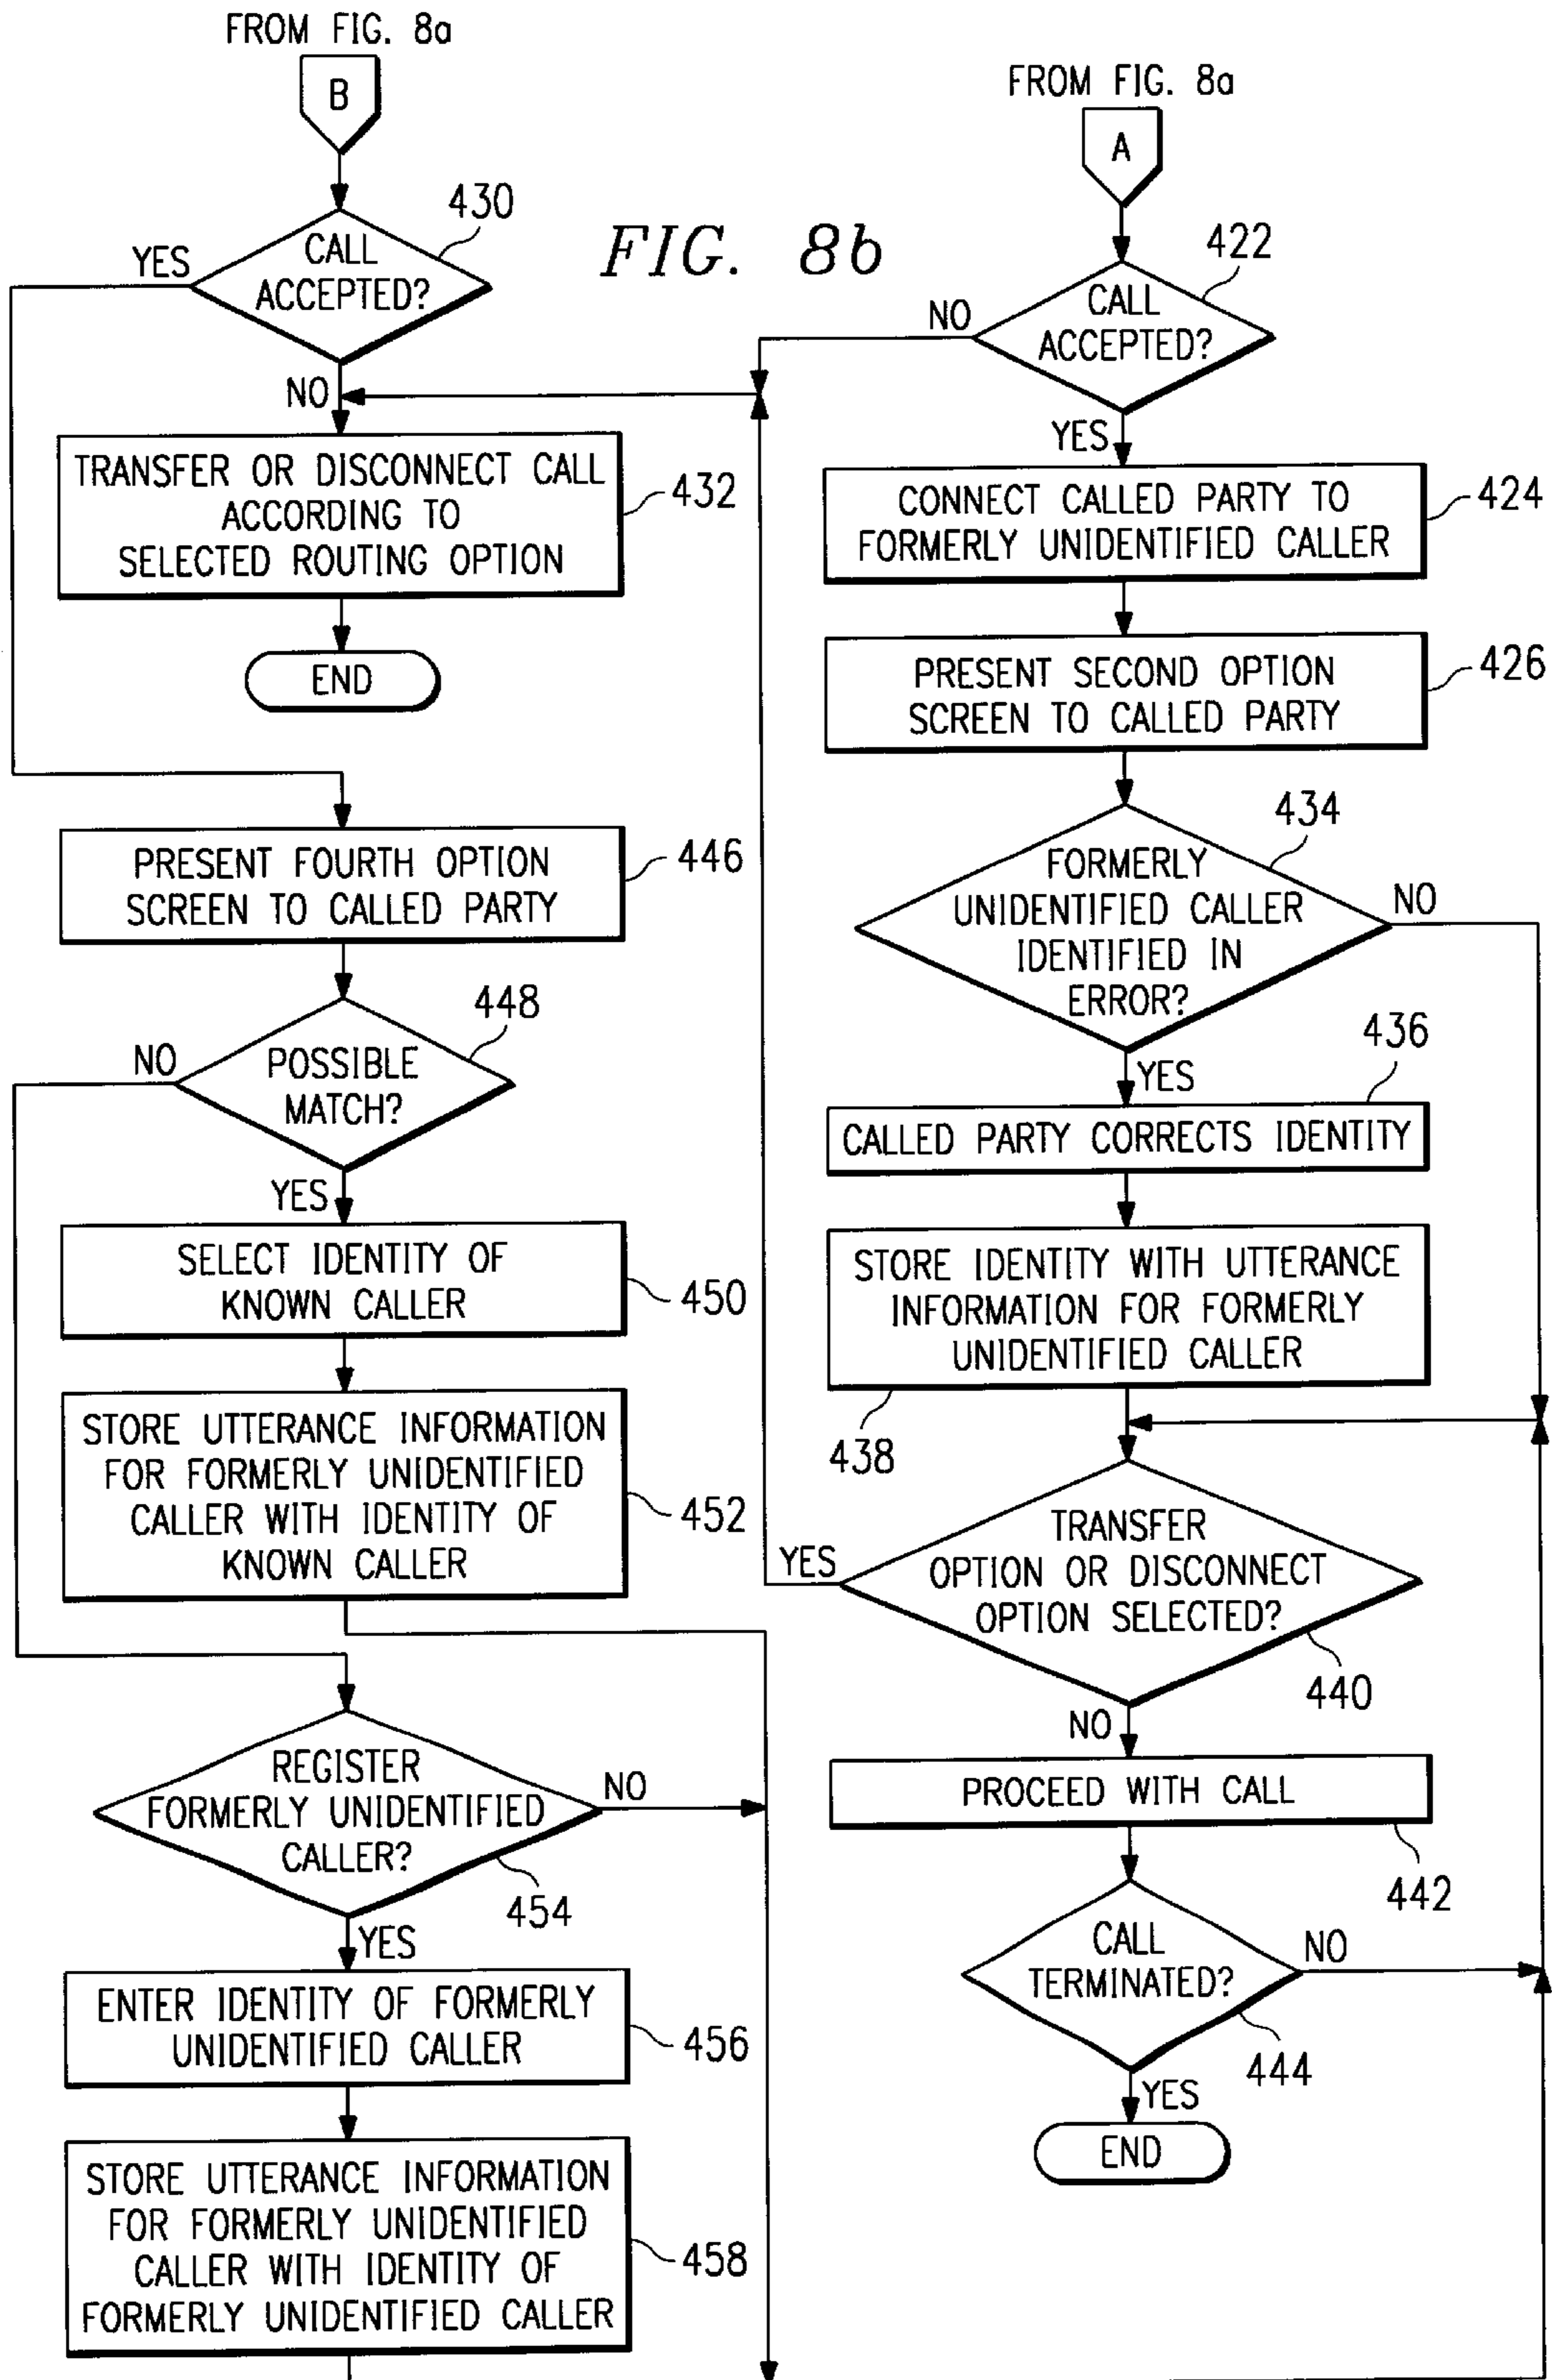 FROM FIG. 8a
B
430
CALL
ACCEPTED?
YES
NO
TRANSFER OR DISCONNECT CALL
ACCORDING TO
SELECTED ROUTING OPTION
432
END
PRESENT FOURTH OPTION
SCREEN TO CALLED PARTY
446
448
POSSIBLE
MATCH?
NO
YES
SELECT IDENTITY OF
KNOWN CALLER
450
STORE UTTERANCE INFORMATION
FOR FORMERLY UNIDENTIFIED
CALLER WITH IDENTITY OF
KNOWN CALLER
452
REGISTER
FORMERLY UNIDENTIFIED
CALLER?
NO
454
YES
ENTER IDENTITY OF FORMERLY
UNIDENTIFIED CALLER
456
STORE UTTERANCE INFORMATION
FOR FORMERLY UNIDENTIFIED
CALLER WITH IDENTITY OF
FORMERLY UNIDENTIFIED CALLER
458
FIG. 8b
FROM FIG. 8a
A
422
CALL
ACCEPTED?
NO
YES
CONNECT CALLED PARTY TO
FORMERLY UNIDENTIFIED CALLER
424
PRESENT SECOND OPTION
SCREEN TO CALLED PARTY
426
434
FORMERLY
UNIDENTIFIED CALLER
IDENTIFIED IN
ERROR?
NO
YES
436
CALLED PARTY CORRECTS IDENTITY
STORE IDENTITY WITH UTTERANCE
INFORMATION FOR FORMERLY
UNIDENTIFIED CALLER
438
TRANSFER
OPTION OR DISCONNECT
OPTION SELECTED?
YES
440
NO
PROCEED WITH CALL
442
CALL
TERMINATED?
NO
444
YES
END